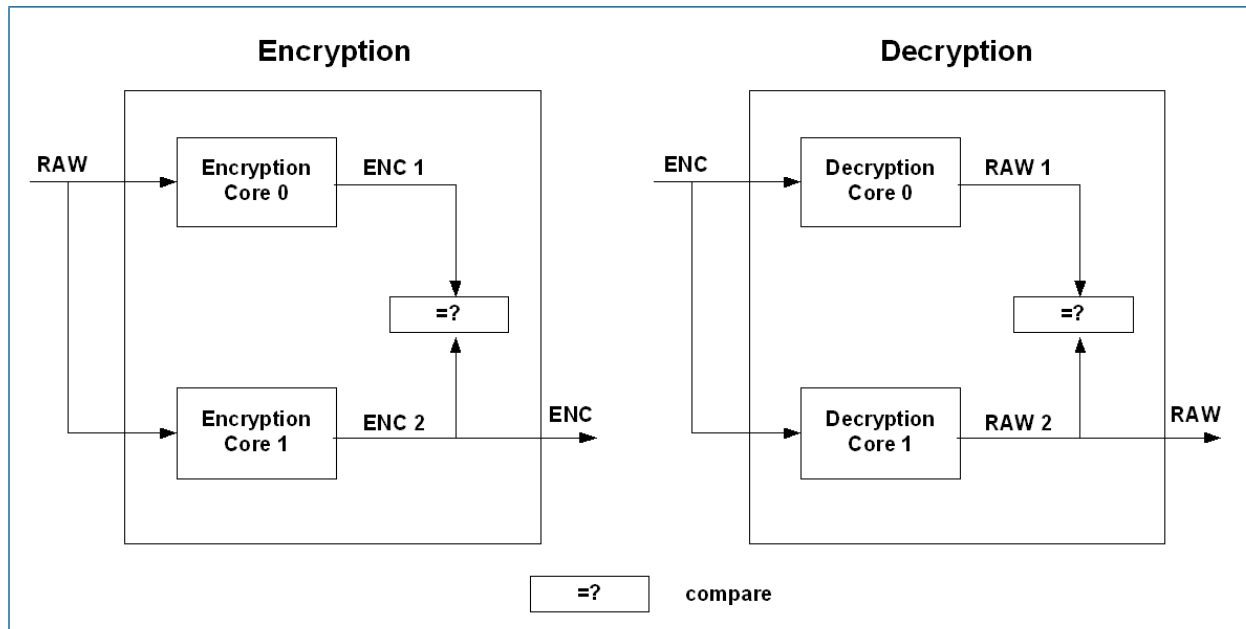 Encryption
RAW
Encryption
Core 0
ENC 1
=?
Encryption
Core 1
ENC 2
ENC
Decryption
ENC
Decryption
Core 0
RAW 1
=?
Decryption
Core 1
RAW 2
RAW
=?
compare